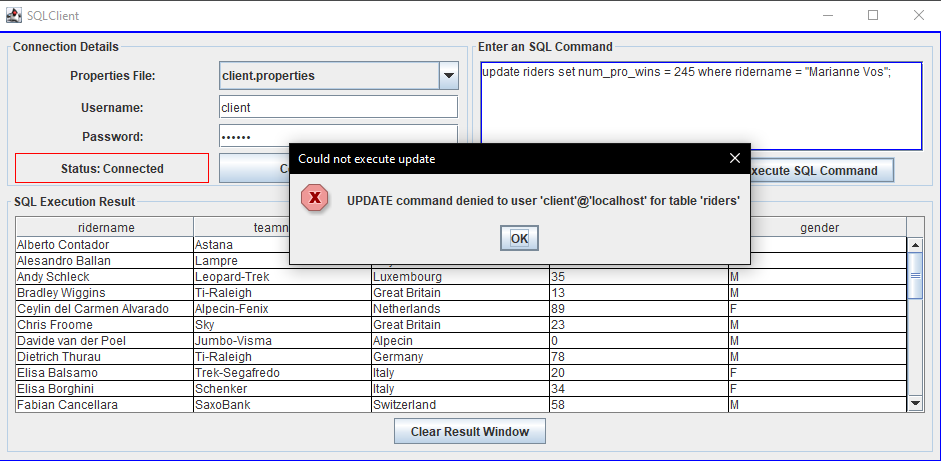 SQLClient
Connection Details
Enter an SQL Command
Properties File:
client.properties
update riders set num_pro_wins = 245 where ridername = "Marianne Vos";
Username:
client
Password:
••••••
Could not execute update
Status: Connected
xecute SQL Command
UPDATE command denied to user 'client'@'localhost' for table 'riders'
OK
SQL Execution Result
ridername gender
Alberto Contador Astana
Alesandro Ballan Lampre M
Andy Schleck Leopard-Trek Luxembourg 35 M
Bradley Wiggins Ti-Raleigh Great Britain 13 M
Ceylin del Carmen Alvarado Alpecin-Fenix Netherlands 89 F
Chris Froome Sky Great Britain 23 M
Davide van der Poel Jumbo-Visma Alpecin 0 M
Dietrich Thurau Ti-Raleigh Germany 78 M
Elisa Balsamo Trek-Segafredo Italy 20 F
Elisa Borghini Schenker Italy 34 F
Fabian Cancellara SaxoBank Switzerland 58 M
Clear Result Window